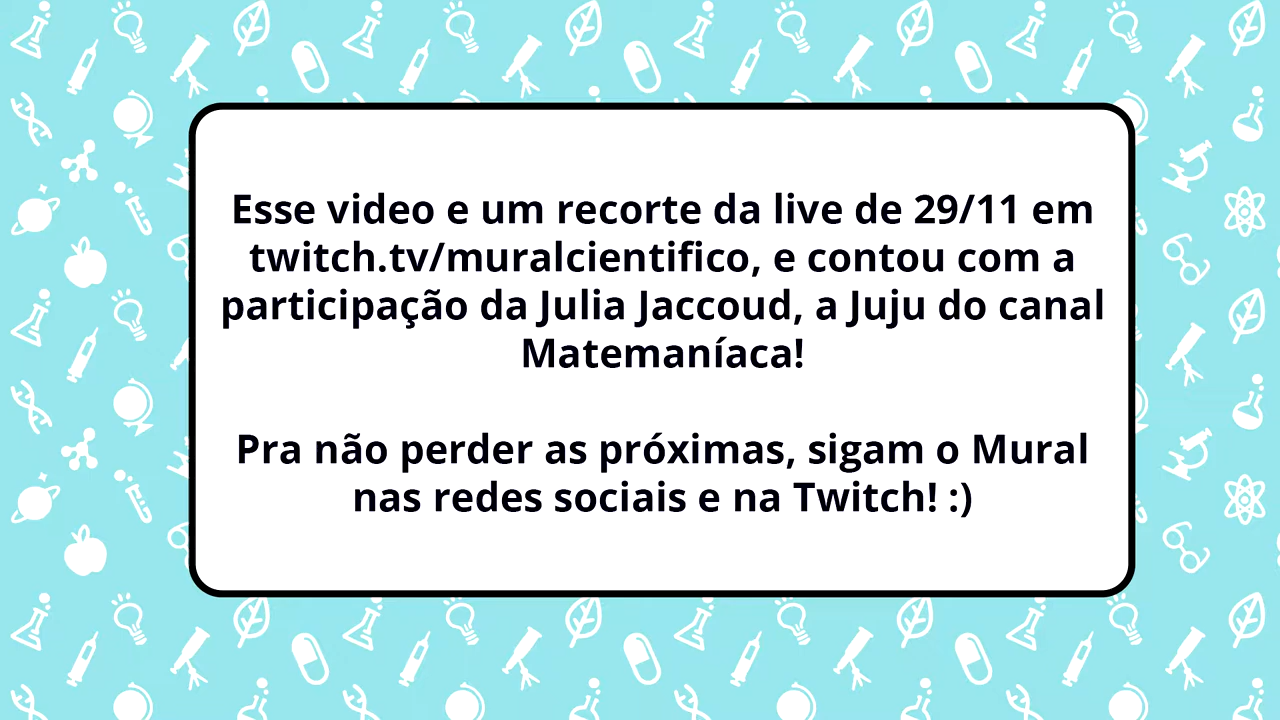 Esse video e um recorte da live de 29/11 em
twitch.tv/muralcientifico, e contou com a
participação da Julia Jaccoud, a Juju do canal
Matemaníaca!
Pra não perder as próximas, sigam o Mural
nas redes sociais e na Twitch! :)